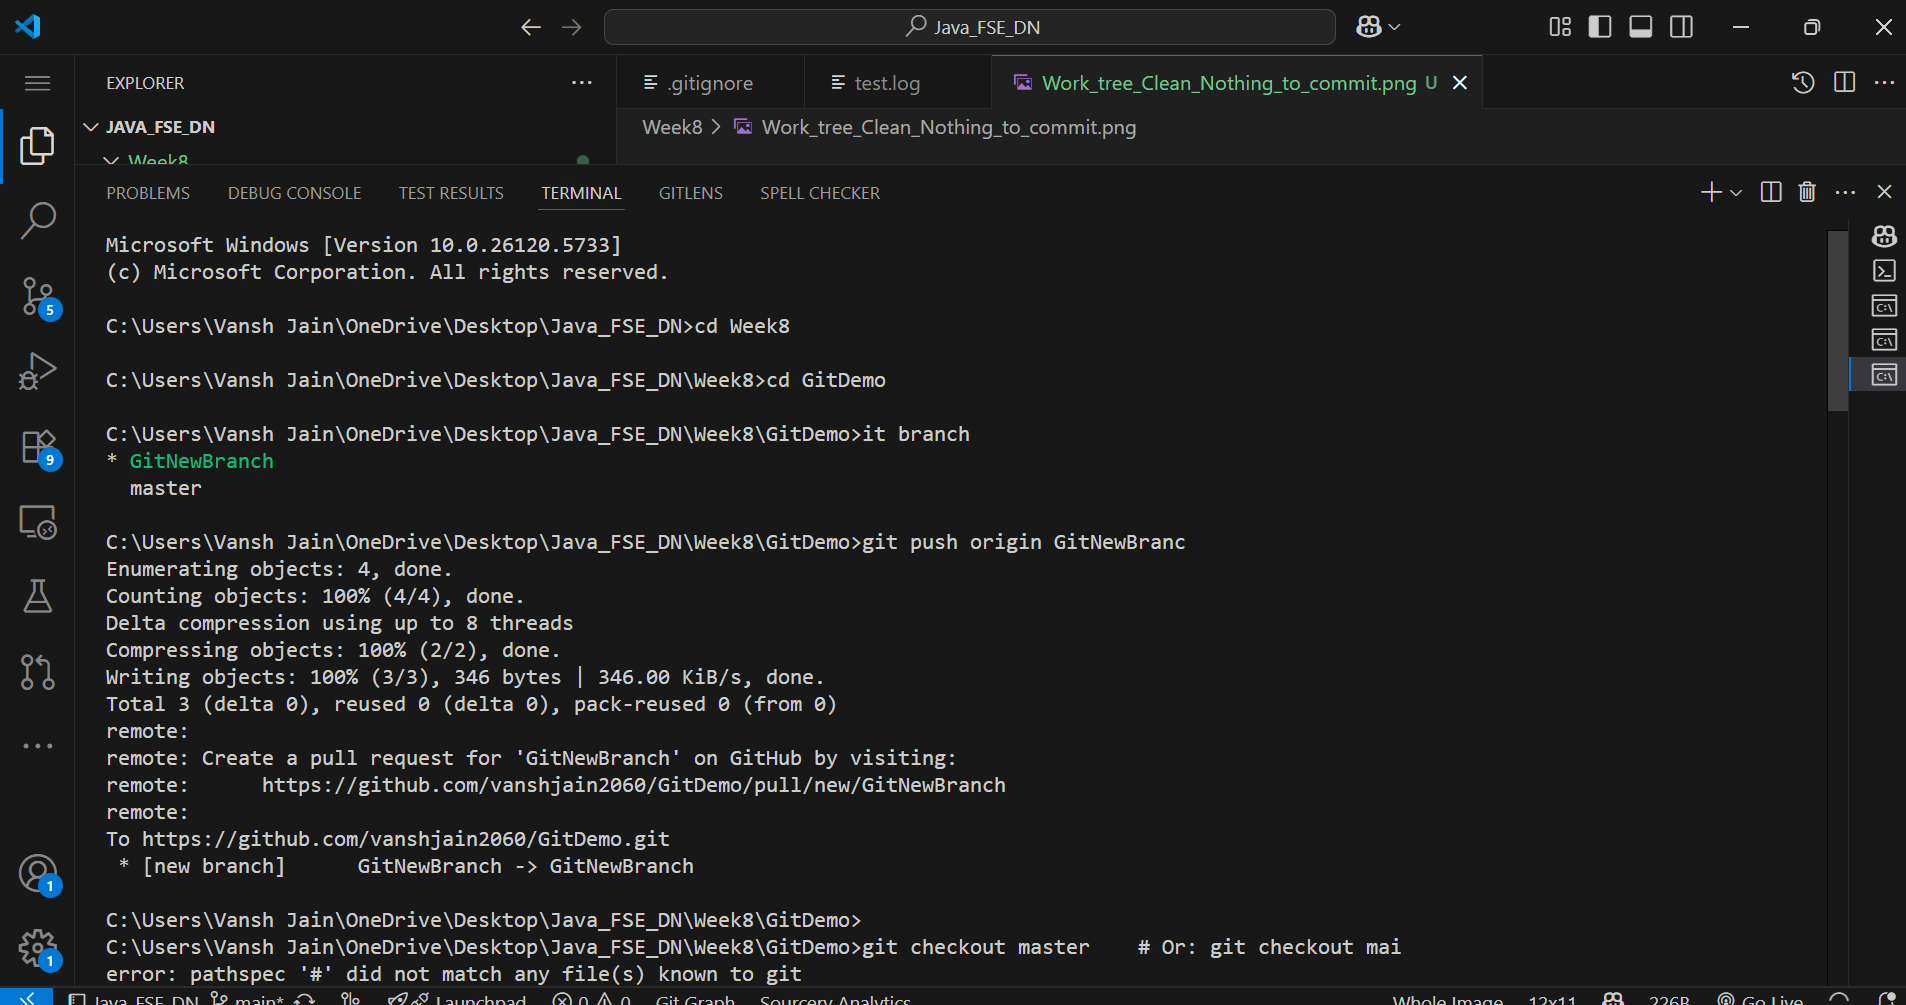 Java_FSE_DN
EXPLORER
.gitignore
test.log
Work_tree_Clean_Nothing_to_commit.png U
JAVA_FSE_DN
Week8 > Work_tree_Clean_Nothing_to_commit.png
Week8
PROBLEMS DEBUG CONSOLE TEST RESULTS TERMINAL GITLENS SPELL CHECKER
Microsoft Windows [Version 10.0.26120.5733]
(c) Microsoft Corporation. All rights reserved.
C:\Users\Vansh Jain\OneDrive\Desktop\Java_FSE_DN>cd Week8
C:\Users\Vansh Jain\OneDrive\Desktop\Java_FSE_DN\Week8>cd GitDemo
C:\Users\Vansh Jain\OneDrive\Desktop\Java_FSE_DN\Week8\GitDemo>it branch
* GitNewBranch
master
C:\Users\Vansh Jain\OneDrive\Desktop\Java_FSE_DN\Week8\GitDemo>git push origin GitNewBranc
Enumerating objects: 4, done.
Counting objects: 100% (4/4), done.
Delta compression using up to 8 threads
Compressing objects: 100% (2/2), done.
Writing objects: 100% (3/3), 346 bytes | 346.00 KiB/s, done.
Total 3 (delta 0), reused 0 (delta 0), pack-reused 0 (from 0)
remote:
remote: Create a pull request for 'GitNewBranch' on GitHub by visiting:
remote:      https://github.com/vanshjain2060/GitDemo/pull/new/GitNewBranch
remote:
To https://github.com/vanshjain2060/GitDemo.git
* [new branch]      GitNewBranch -> GitNewBranch
C:\Users\Vansh Jain\OneDrive\Desktop\Java_FSE_DN\Week8\GitDemo>
C:\Users\Vansh Jain\OneDrive\Desktop\Java_FSE_DN\Week8\GitDemo>git checkout master    # Or: git checkout mai
error: pathspec '#' did not match any file(s) known to git
5
9
1
1
Java_FSE_DN main* Launchpad 0 0 Git Graph Sourcery Analytics Whole Image 12x11 226B Go Live